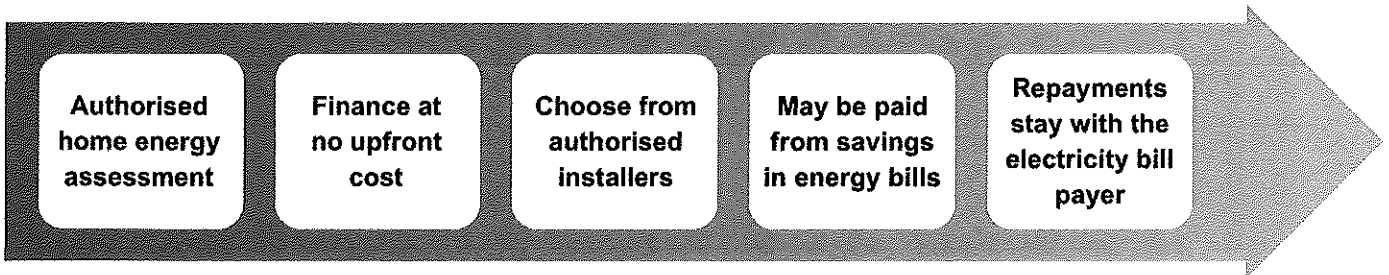 Authorised
home energy
assessment
Finance at
no upfront
cost
Choose from
authorised
installers
May be paid
from savings
in energy bills
Repayments
stay with the
electricity bill
payer